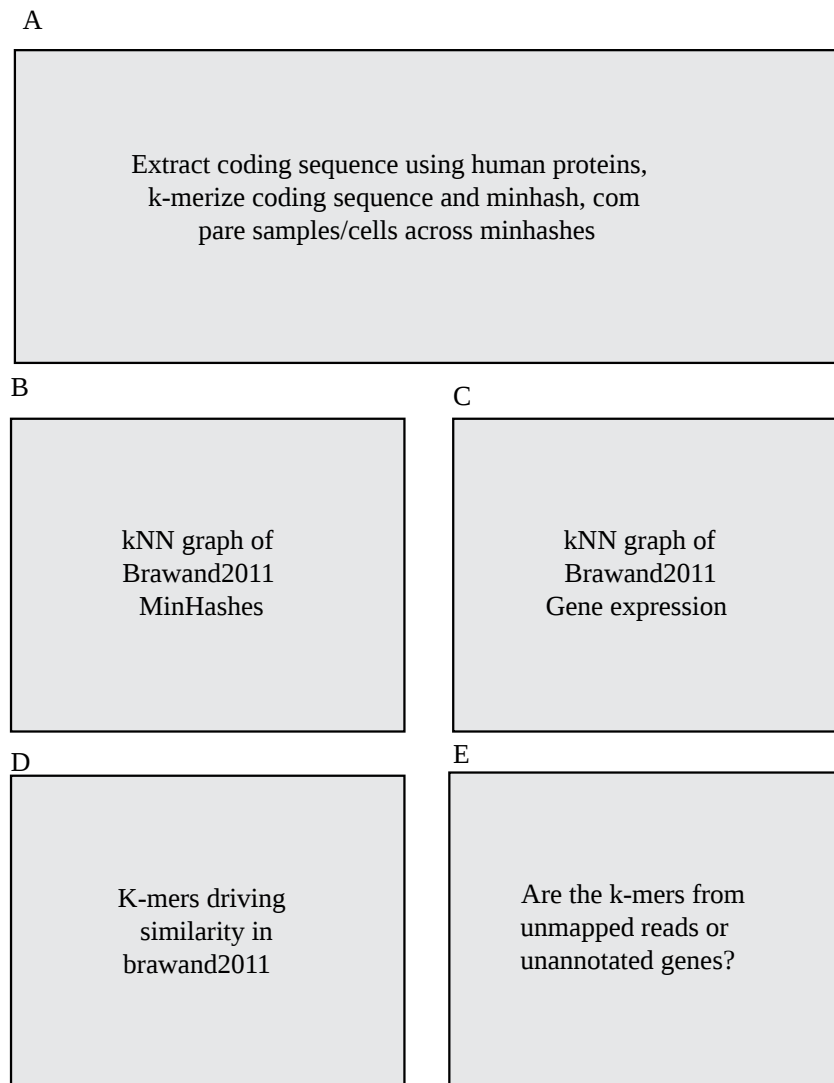 A
Extract coding sequence using human proteins,
k-merize coding sequence and minhash, com
pare samples/cells across minhashes
B
kNN graph of
Brawand2011
MinHashes
C
kNN graph of
Brawand2011
Gene expression
D
K-mers driving
similarity in
brawand2011
E
Are the k-mers from
unmapped reads or
unannotated genes?